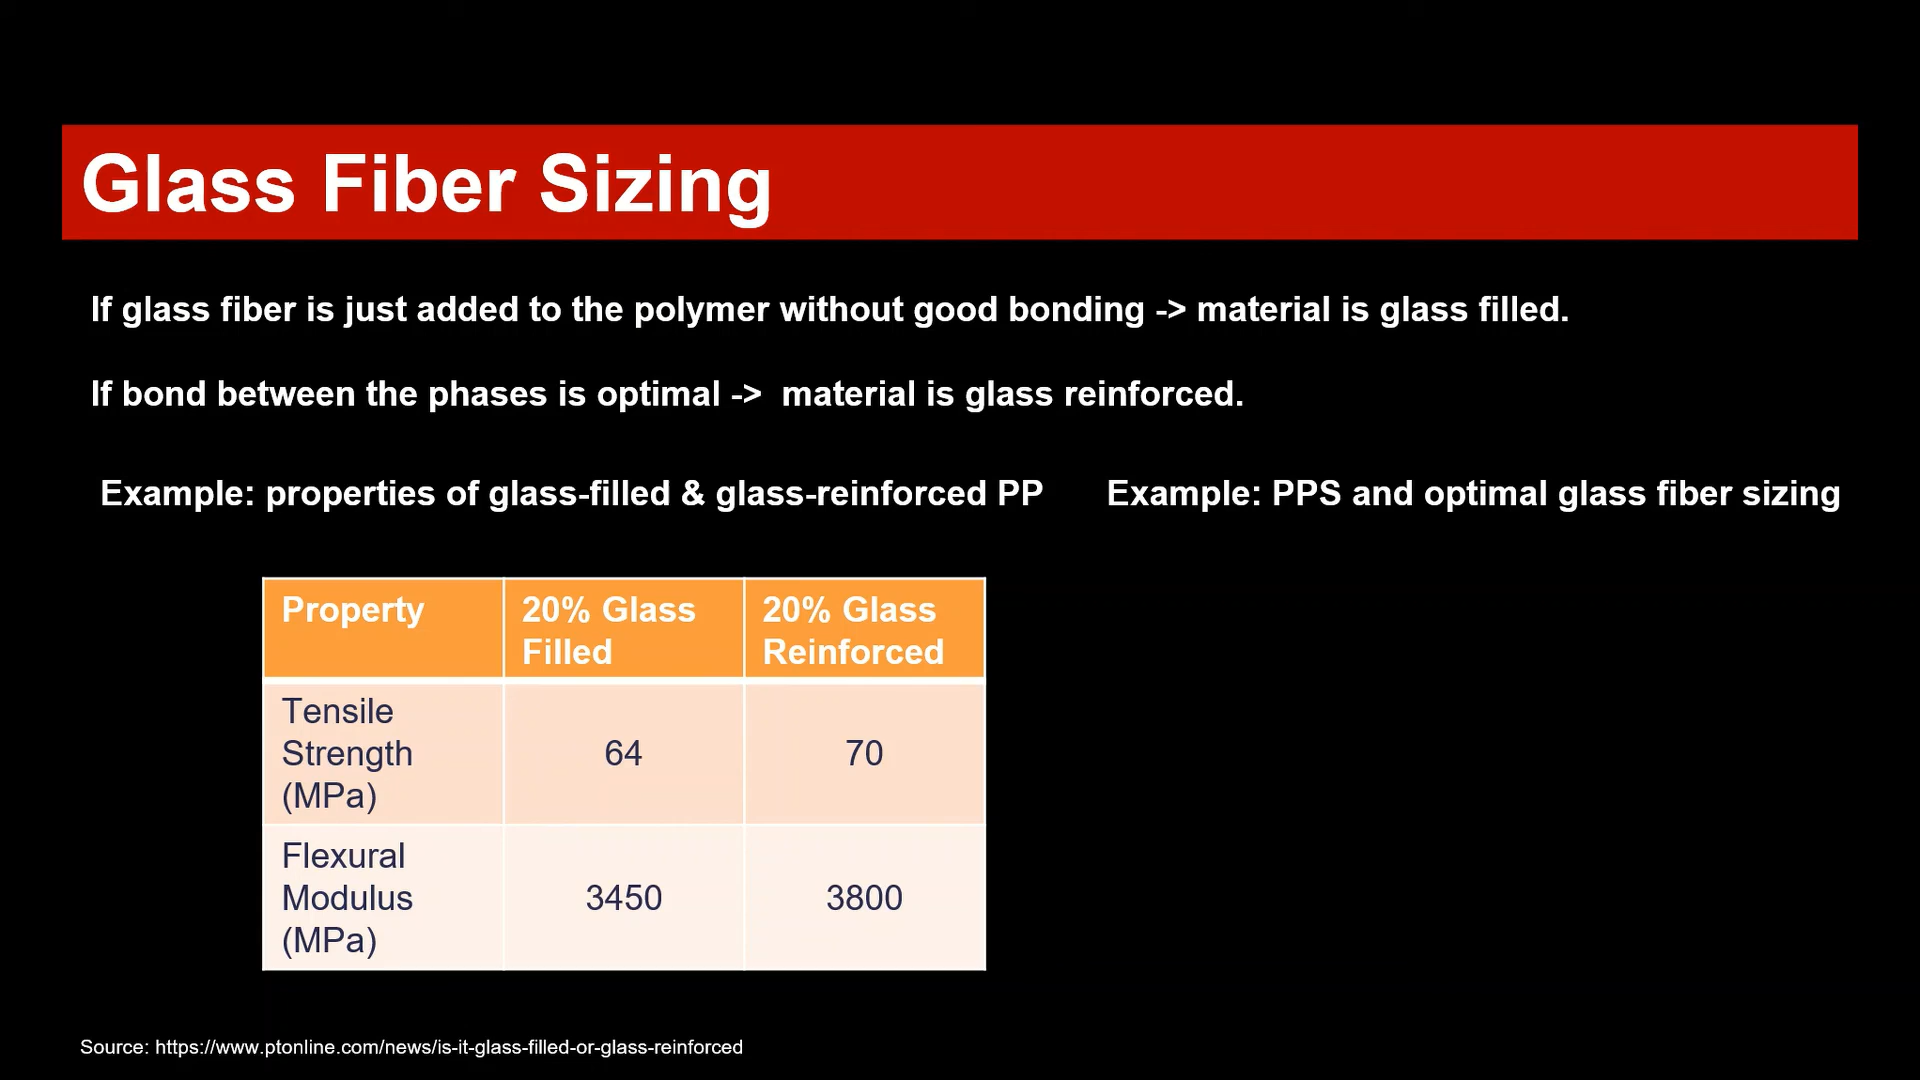 Glass Fiber Sizing
If glass fiber is just added to the polymer without good bonding -> material is glass filled.
If bond between the phases is optimal -> material is glass reinforced.
Example: properties of glass-filled & glass-reinforced PP
Example: PPS and optimal glass fiber sizing
Property
20% Glass
Filled
20% Glass
Reinforced
Tensile
Strength
(MPa)
64
70
Flexural
Modulus
(MPa)
3450
3800
Source: https://www.ptonline.com/news/is-it-glass-filled-or-glass-reinforced